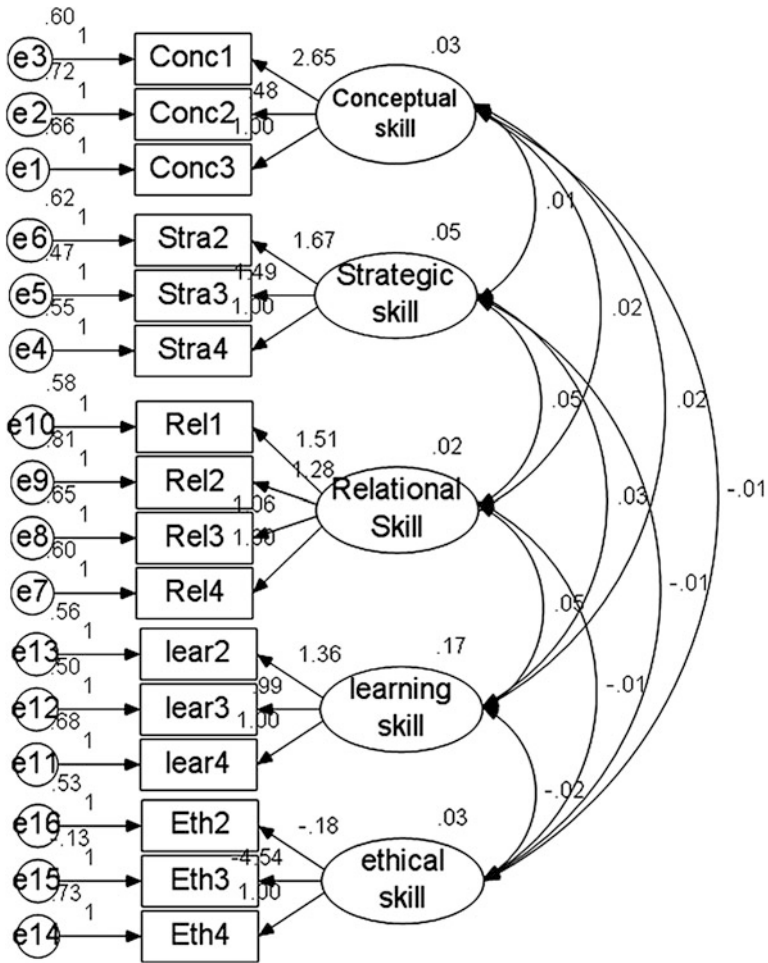 .60
1
e3
Conc1
2.65
.03
.72
1
e2
Conc2
.48
Conceptual
skill
.66
1
e1
Conc3
1.00
.01
.62
1
e6
Stra2
1.67
.05
.47
1
e5
Stra3
1.49
Strategic
skill
.55
1
e4
Stra4
1.00
.02
.58
1
e10
Rel1
1.51
.02
.05
.02
.81
1
e9
Rel2
1.28
Relational
Skill
.65
1
e8
Rel3
1.06
.03
-.01
.60
1
e7
Rel4
.56
1
e13
lear2
1.36
.17
.05
-.01
.50
1
e12
lear3
.99
learning
skill
-.01
.68
1
e11
lear4
1.00
.53
1
e16
Eth2
-.18
.03
-.02
-.13
1
e15
Eth3
-4.54
ethical
skill
.73
1
e14
Eth4
1.00